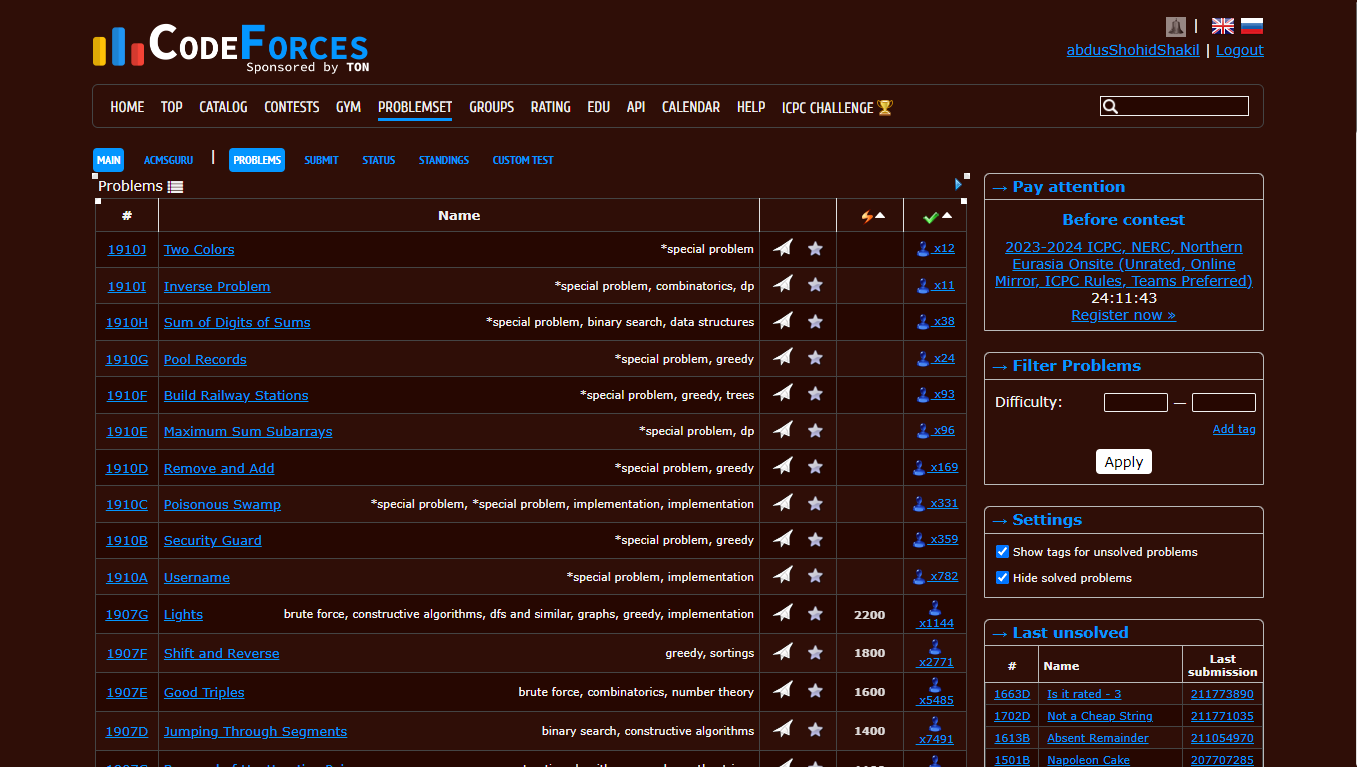 CODEFORCES
Sponsored by TON
|
abdusShohidShakil | Logout
HOME TOP CATALOG CONTESTS GYM PROBLEMSET GROUPS RATING EDU API CALENDAR HELP ICPC CHALLENGE
MAIN ACMSGURU | PROBLEMS SUBMIT STATUS STANDINGS CUSTOM TEST
Problems
# Name
1910J Two Colors *special problem x12
1910I Inverse Problem *special problem, combinatorics, dp x11
1910H Sum of Digits of Sums *special problem, binary search, data structures x38
1910G Pool Records *special problem, greedy x24
1910F Build Railway Stations *special problem, greedy, trees x93
1910E Maximum Sum Subarrays *special problem, dp x96
1910D Remove and Add *special problem, greedy x169
1910C Poisonous Swamp *special problem, *special problem, implementation, implementation x331
1910B Security Guard *special problem, greedy x359
1910A Username *special problem, implementation x782
1907G Lights brute force, constructive algorithms, dfs and similar, graphs, greedy, implementation 2200 x1144
1907F Shift and Reverse greedy, sortings 1800 x2771
1907E Good Triples brute force, combinatorics, number theory 1600 x5485
1907D Jumping Through Segments binary search, constructive algorithms 1400 x7491
→ Pay attention
Before contest
2023-2024 ICPC, NERC, Northern
Eurasia Onsite (Unrated, Online
Mirror, ICPC Rules, Teams Preferred)
24:11:43
Register now »
→ Filter Problems
Difficulty: —
Add tag
Apply
→ Settings
Show tags for unsolved problems
Hide solved problems
→ Last unsolved
# Name Last submission
1663D Is it rated - 3 211773890
1702D Not a Cheap String 211771035
1613B Absent Remainder 211054970
1501B Napoleon Cake 207707285